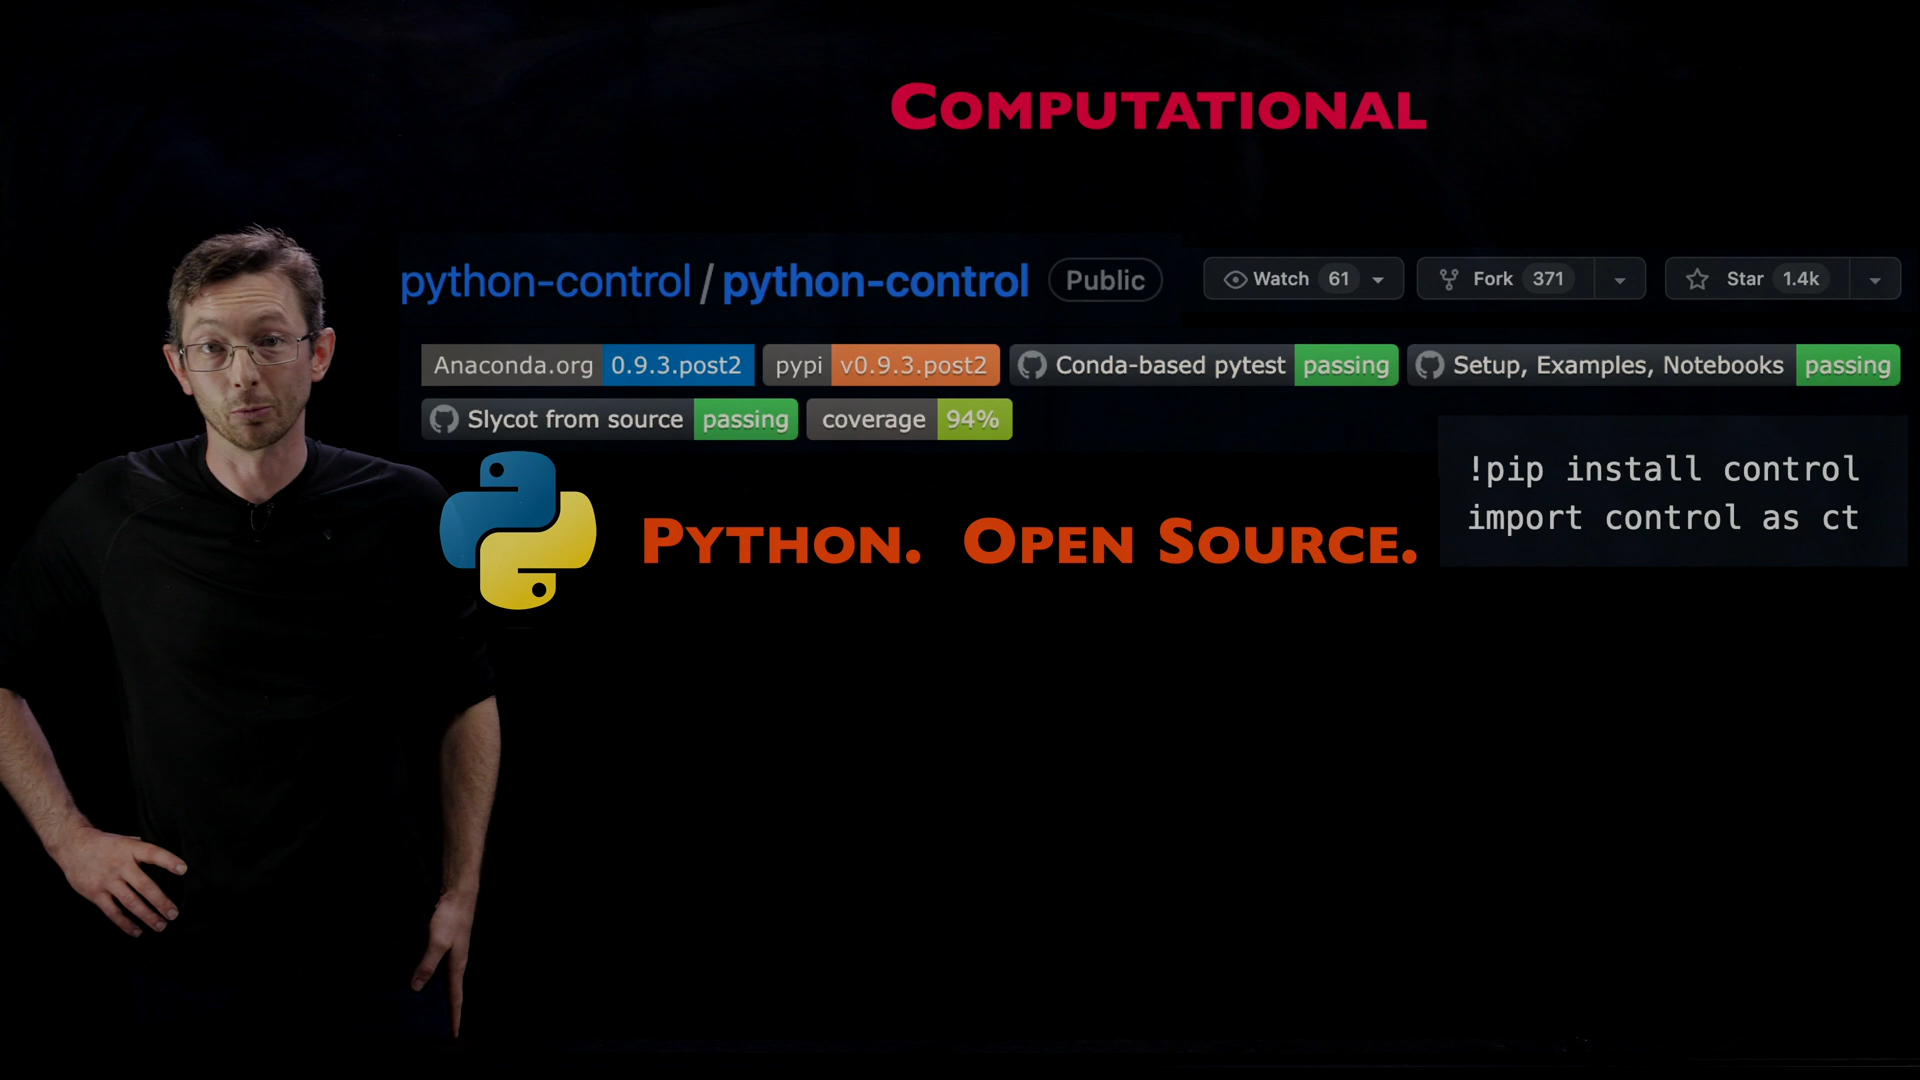 COMPUTATIONAL
python-control / python-control Public Watch 61 Fork 371 Star 1.4k
Anaconda.org 0.9.3.post2 pypi v0.9.3.post2 Conda-based pytest passing Setup, Examples, Notebooks passing
Slycot from source passing coverage 94%
!pip install control
import control as ct
PYTHON. OPEN SOURCE.